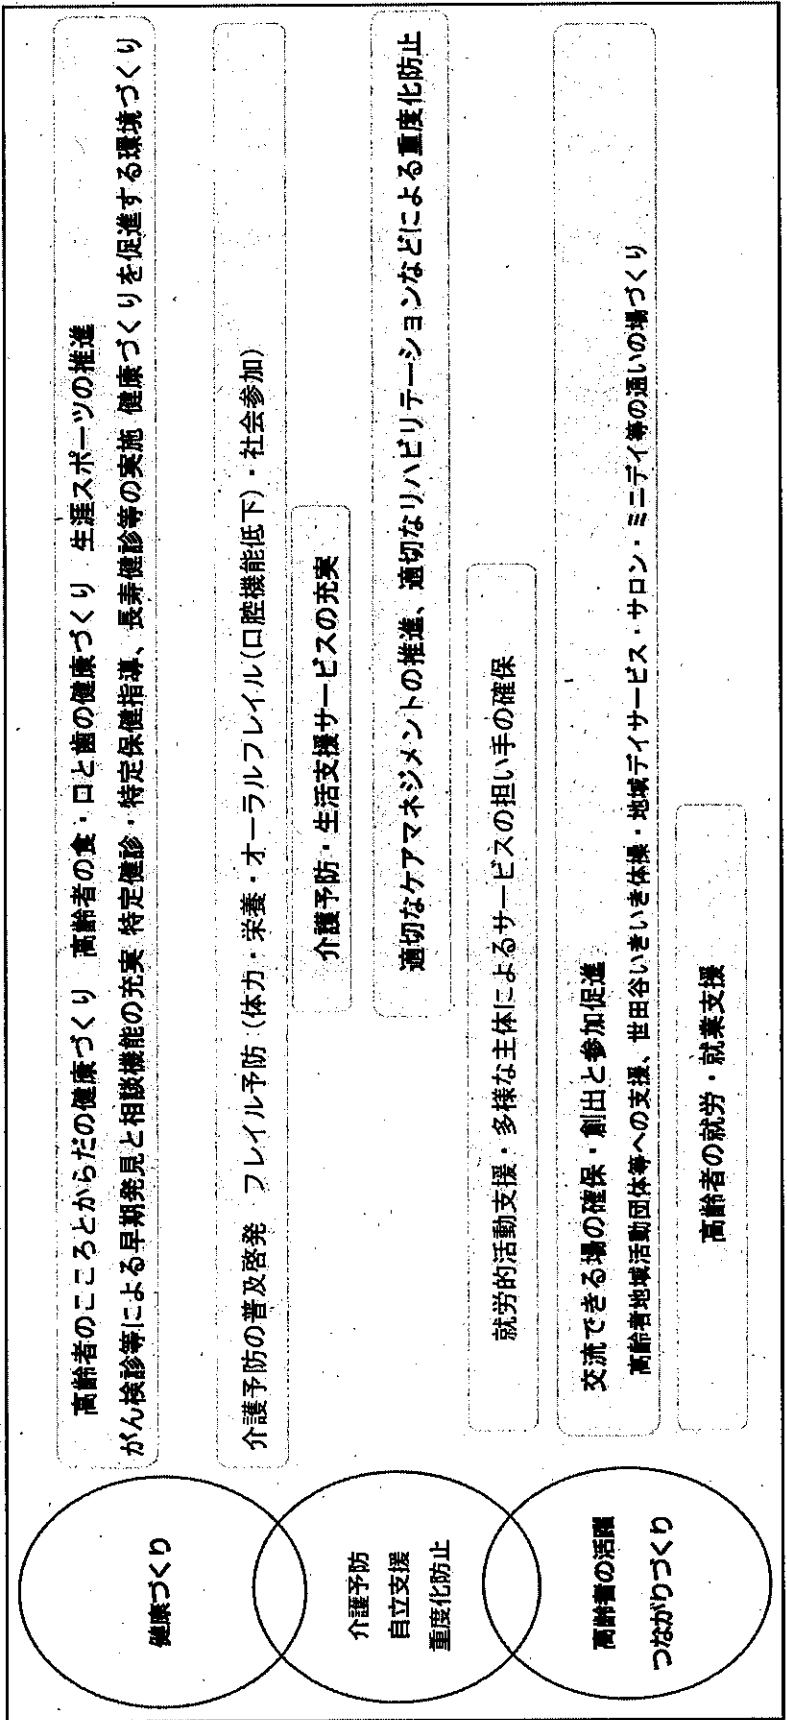 健康づくり
高齢者のこころとからだの健康づくり 高齢者の食・口と歯の健康づくり 生涯スポーツの推進
がん検診等による早期発見と相談機能の充実 特定健診・特定保健指導、長寿健診等の実施 健康づくりを促進する環境づくり
介護予防の普及啓発 フレイル予防(体力・栄養・オーラルフレイル(口腔機能低下)・社会参加)
介護予防
自立支援
重度化防止
介護予防・生活支援サービスの充実
適切なケアマネジメントの推進、適切なリハビリテーションなどによる重度化防止
就労的活動支援・多様な主体によるサービスの担い手の確保
高齢者の活躍
つながりづくり
交流できる場の確保・創出と参加促進
高齢者地域活動団体等への支援、世田谷いきいき体操・地域デイサービス・サロン・ミニデイ等の通いの場づくり
高齢者の就労・就業支援